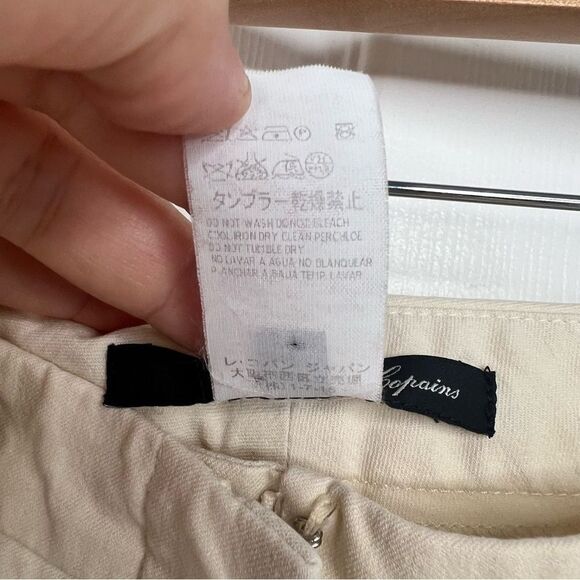 タンブラー乾燥禁止
DO NOT WASH DO NOT BLEACH
COOL IRON DRY CLEAN PERCHLOE
DO NOT TUMBLE DRY
NO LAVAR A AGUA NO BLANQUEAR
PLANCHAR A BAJA TEMP. LAVAR
レ・コパン ジャパン
Copains